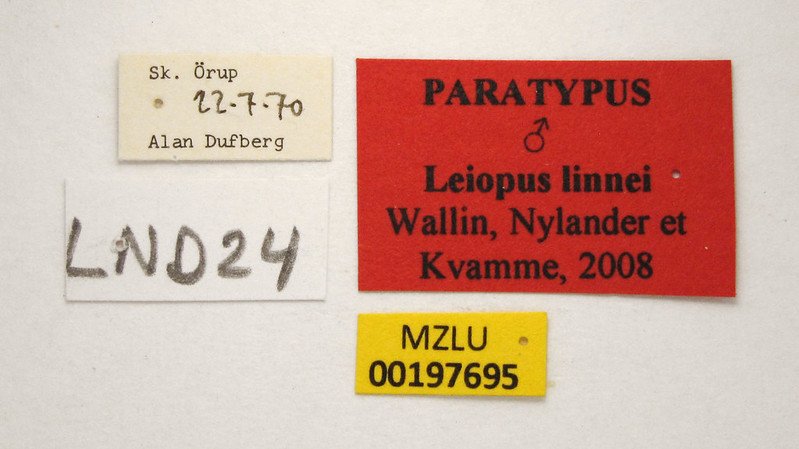 Sk. Örup
22.7.70
Alan Dufberg
LND24
PARATYPUS
♂
Leiopus linnei
Wallin, Nylander et
Kvamme, 2008
MZLU
00197695